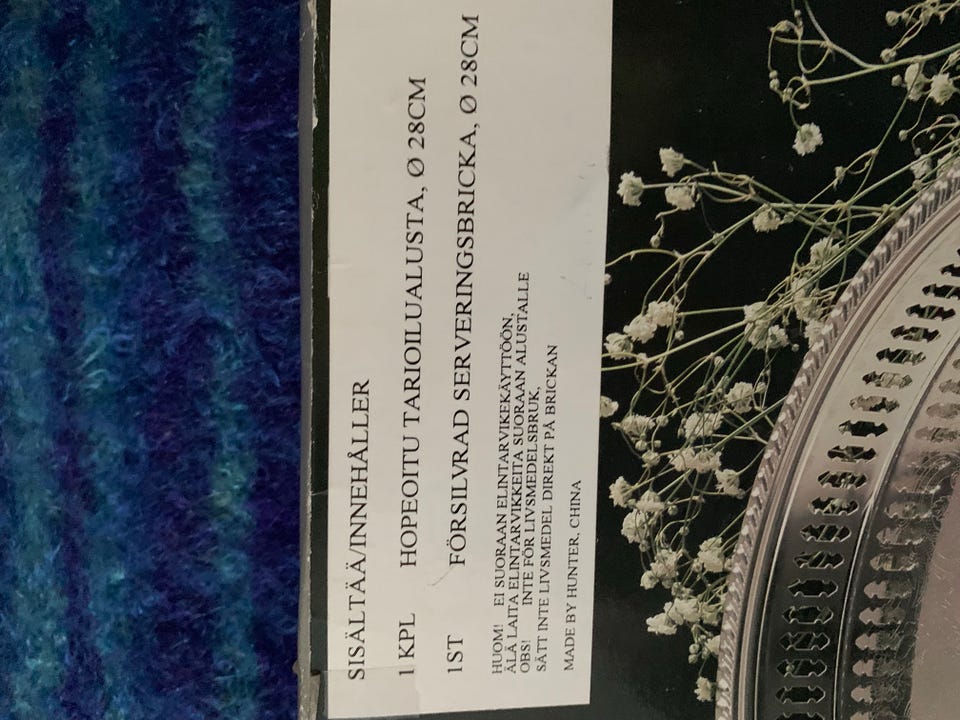 SISÄLTÄÄ/INNEHÅLLER
1 KPL HOPEOITU TARIOILUALUSTA, Ø 28CM
1ST FÖRSILVRAD SERVERINGSBRICKA, Ø 28CM
HUOM! EI SUORAAN ELINTARVIKEKÄYTTÖÖN,
ÄLÄ LAITA ELINTARVIKKEITA SUORAAN ALUSTALLE
OBS! INTE FÖR LIVSMEDELSBRUK,
SÄTT INTE LIVSMEDEL DIREKT PÅ BRICKAN
MADE BY HUNTER, CHINA